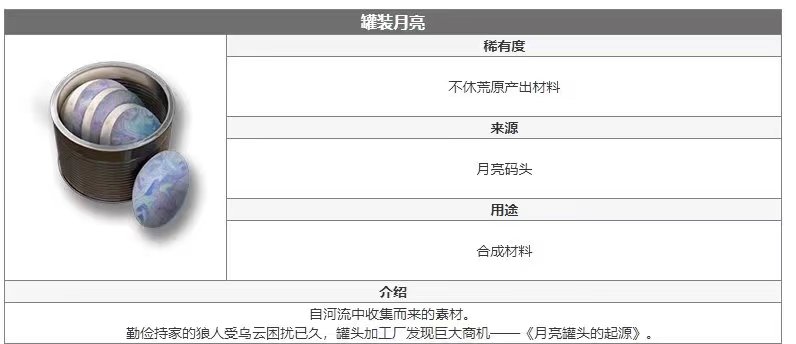 罐装月亮
稀有度
不休荒原产出材料
来源
月亮码头
用途
合成材料
介绍
自河流中收集而来的素材。
勤俭持家的狼人受乌云困扰已久，罐头加工厂发现巨大商机——《月亮罐头的起源》。